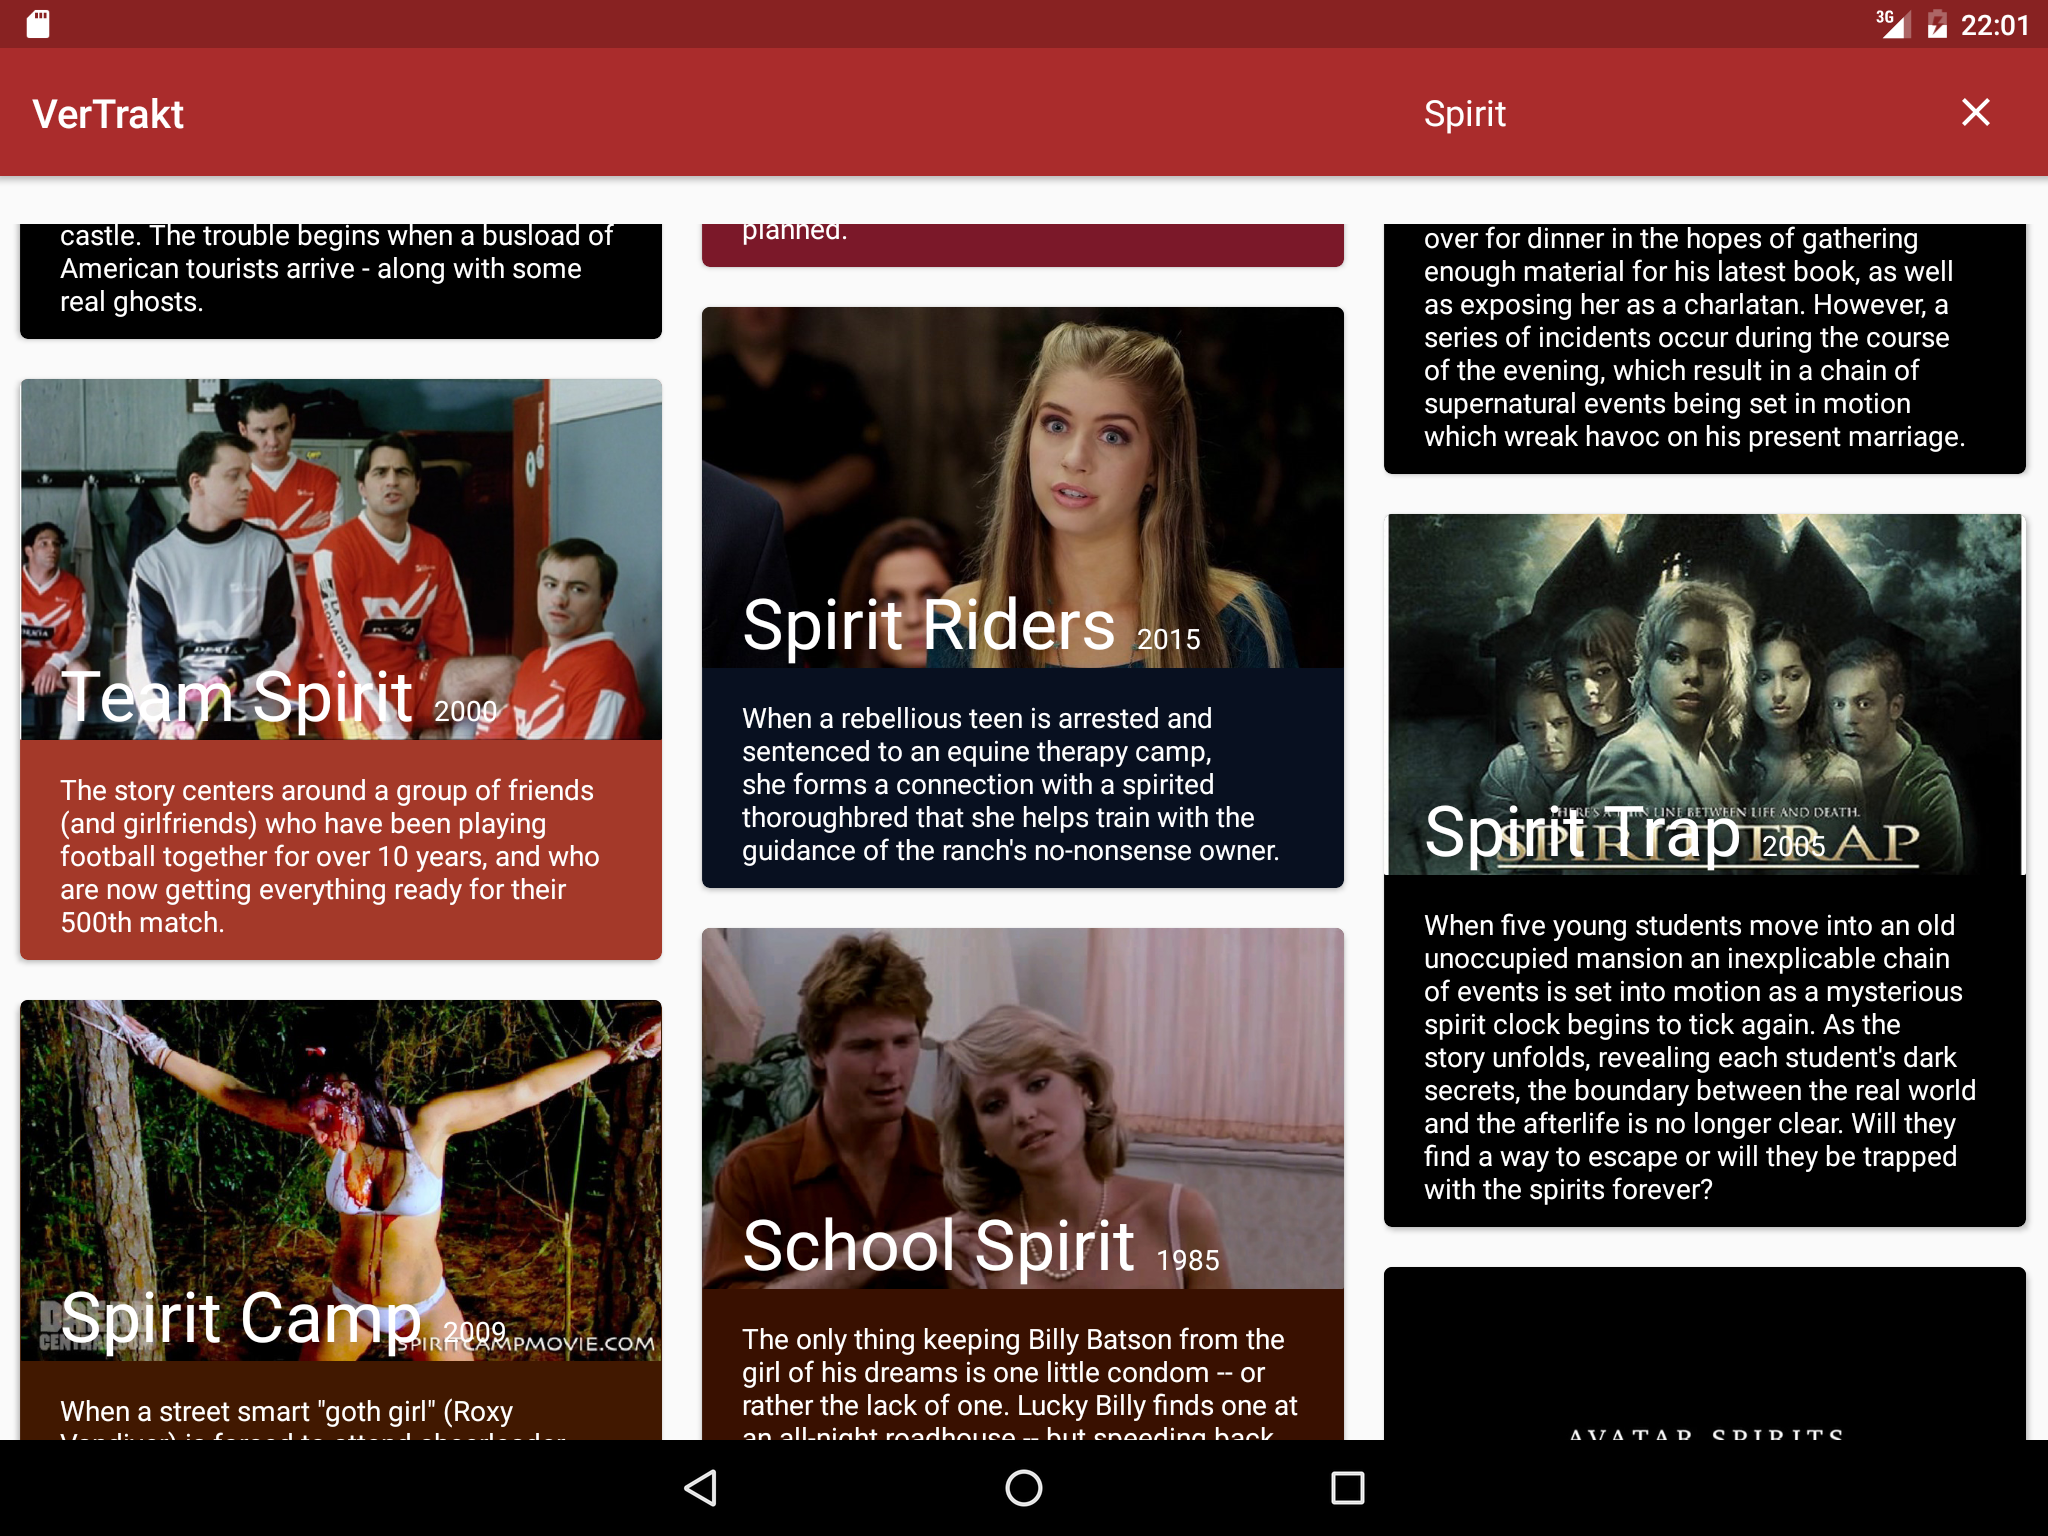 3G 22:01
VerTrakt
Spirit
castle. The trouble begins when a busload of
American tourists arrive - along with some
real ghosts.
Team Spirit 2000
The story centers around a group of friends
(and girlfriends) who have been playing
football together for over 10 years, and who
are now getting everything ready for their
500th match.
Spirit Camp 2009
SPIRITCAMPMOVIE.COM
When a street smart "goth girl" (Roxy
Vandiver) is forced to attend cheerleader
planned.
Spirit Riders 2015
When a rebellious teen is arrested and
sentenced to an equine therapy camp,
she forms a connection with a spirited
thoroughbred that she helps train with the
guidance of the ranch's no-nonsense owner.
School Spirit 1985
The only thing keeping Billy Batson from the
girl of his dreams is one little condom -- or
rather the lack of one. Lucky Billy finds one at
an all-night roadhouse -- but speeding back
over for dinner in the hopes of gathering
enough material for his latest book, as well
as exposing her as a charlatan. However, a
series of incidents occur during the course
of the evening, which result in a chain of
supernatural events being set in motion
which wreak havoc on his present marriage.
THERE'S A THIN LINE BETWEEN LIFE AND DEATH.
SPIRIT TRAP
Spirit Trap 2005
When five young students move into an old
unoccupied mansion an inexplicable chain
of events is set into motion as a mysterious
spirit clock begins to tick again. As the
story unfolds, revealing each student's dark
secrets, the boundary between the real world
and the afterlife is no longer clear. Will they
find a way to escape or will they be trapped
with the spirits forever?
AVATAR SPIRITS